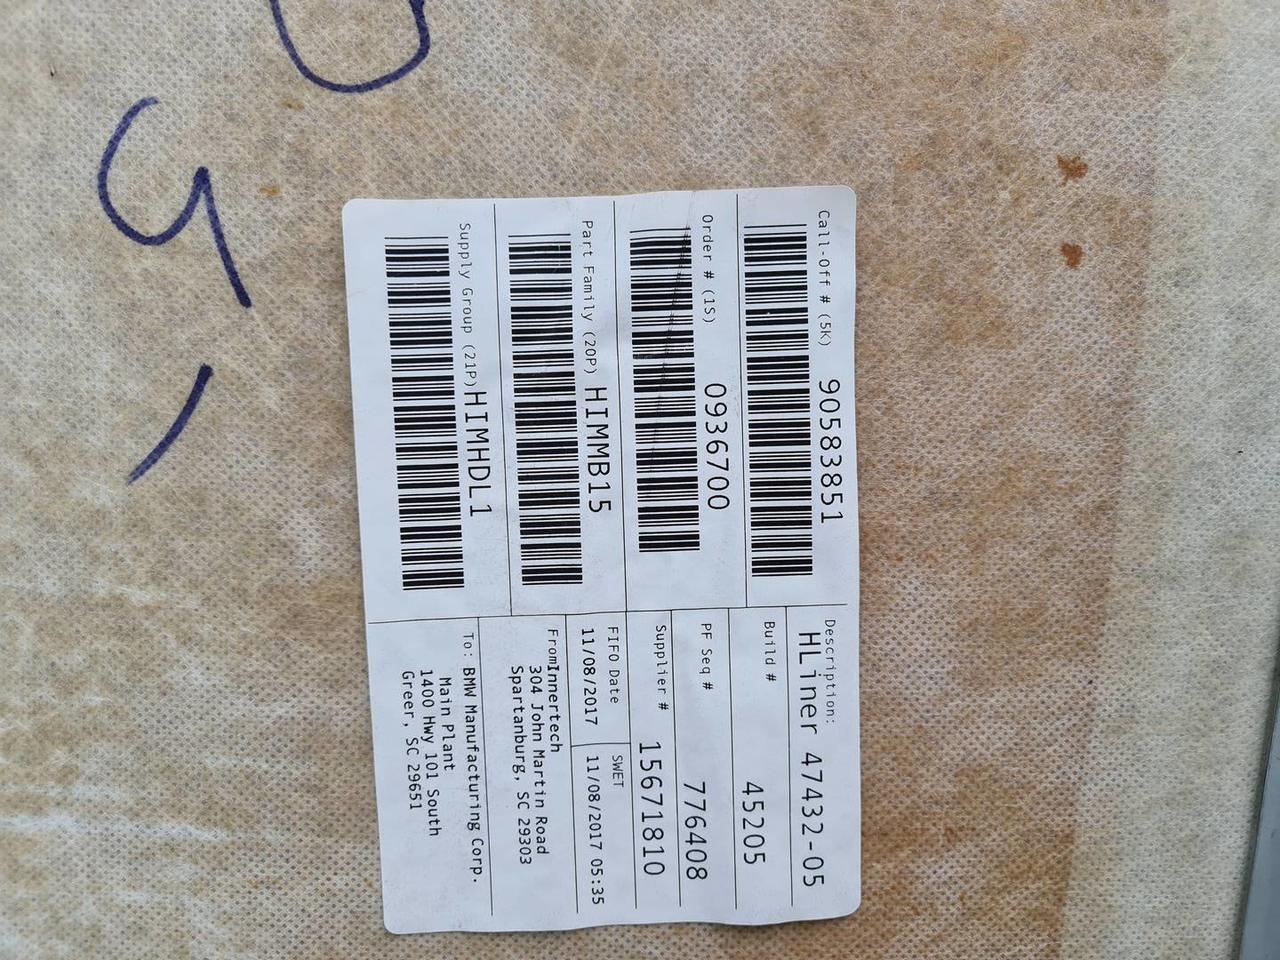 Call-Off # (5K) 90583851
Order # (1S) 0936700
Part Family (20P) HIMMB15
Supply Group (21P) HIMHDL1
Description:
HLiner 47432-05
Build # 45205
PF Seq # 776408
Supplier # 15671810
FIFO Date
11/08/2017
SWET
11/08/2017 05:35
From Innertech
304 John Martin Road
Spartanburg, SC 29303
To: BMW Manufacturing Corp.
Main Plant
1400 Hwy 101 South
Greer, SC 29651